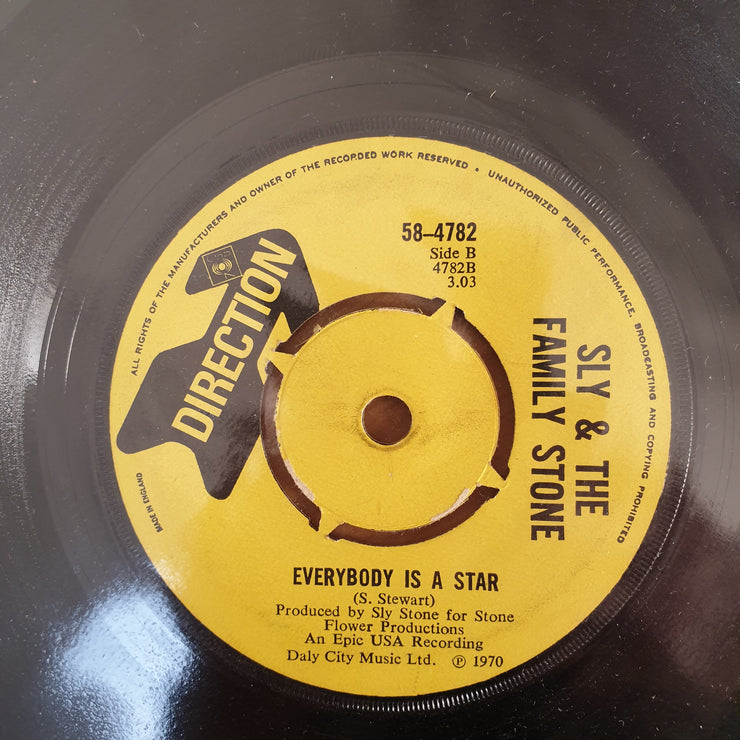 ALL RIGHTS OF THE MANUFACTURERS AND OWNER OF THE RECORDED WORK RESERVED • UNAUTHORIZED PUBLIC PERFORMANCE, BROADCASTING AND COPYING PROHIBITED
58–4782
Side B
4782B
3.03
CBS
DIRECTION
SLY & THE
FAMILY STONE
MADE IN ENGLAND
EVERYBODY IS A STAR
(S. Stewart)
Produced by Sly Stone for Stone
Flower Productions
An Epic USA Recording
Daly City Music Ltd. ℗ 1970